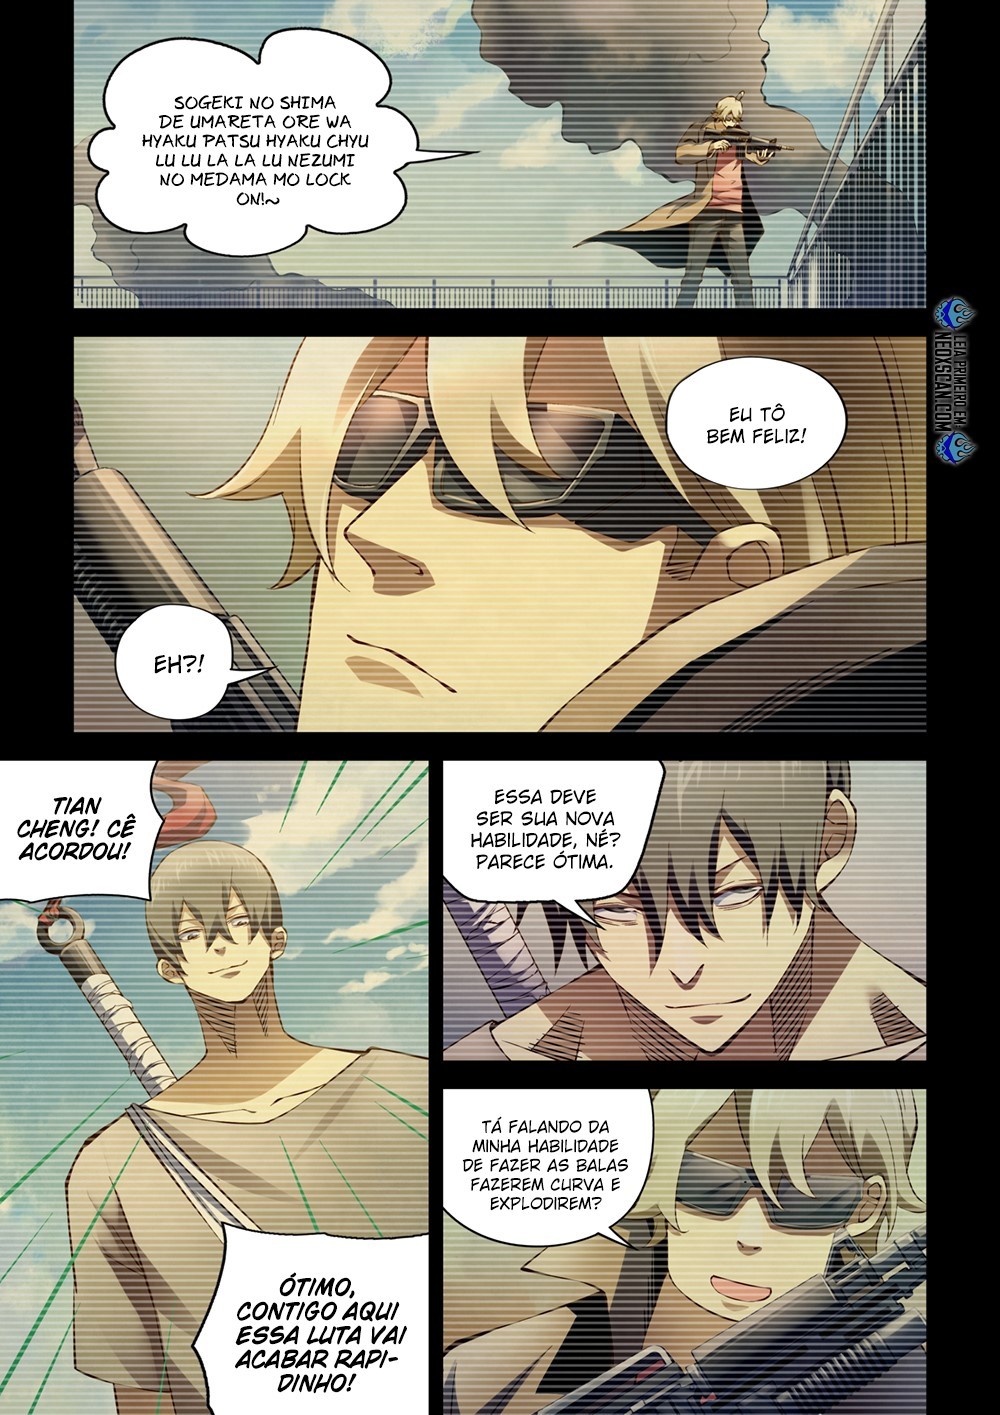 SOGEKI NO SHIMA
DE UMARETA ORE WA
HYAKU PATSU HYAKU CHYU
LU LU LA LA LU NEZUMI
NO MEDAMA MO LOCK
ON!~
LEIA PRIMEIRO EM
NEOXSCAN.COM
EU TÔ
BEM FELIZ!
EH?!
TIAN
CHENG! CÊ
ACORDOU!
ESSA DEVE
SER SUA NOVA
HABILIDADE, NÉ?
PARECE ÓTIMA.
TÁ FALANDO DA
MINHA HABILIDADE
DE FAZER AS BALAS
FAZEREM CURVA E
EXPLODIREM?
ÓTIMO,
CONTIGO AQUI
ESSA LUTA VAI
ACABAR RAPI-
DINHO!